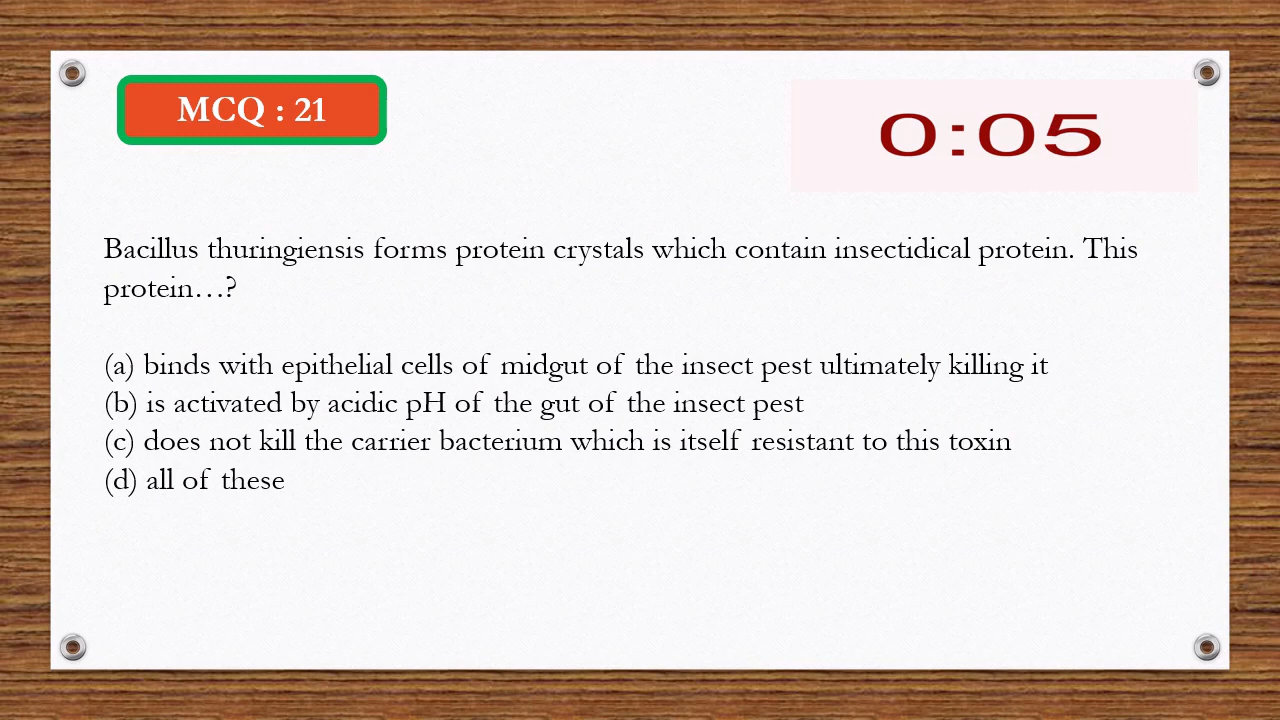 MCQ : 21
0:05
Bacillus thuringiensis forms protein crystals which contain insectidical protein. This
protein…?
(a) binds with epithelial cells of midgut of the insect pest ultimately killing it
(b) is activated by acidic pH of the gut of the insect pest
(c) does not kill the carrier bacterium which is itself resistant to this toxin
(d) all of these